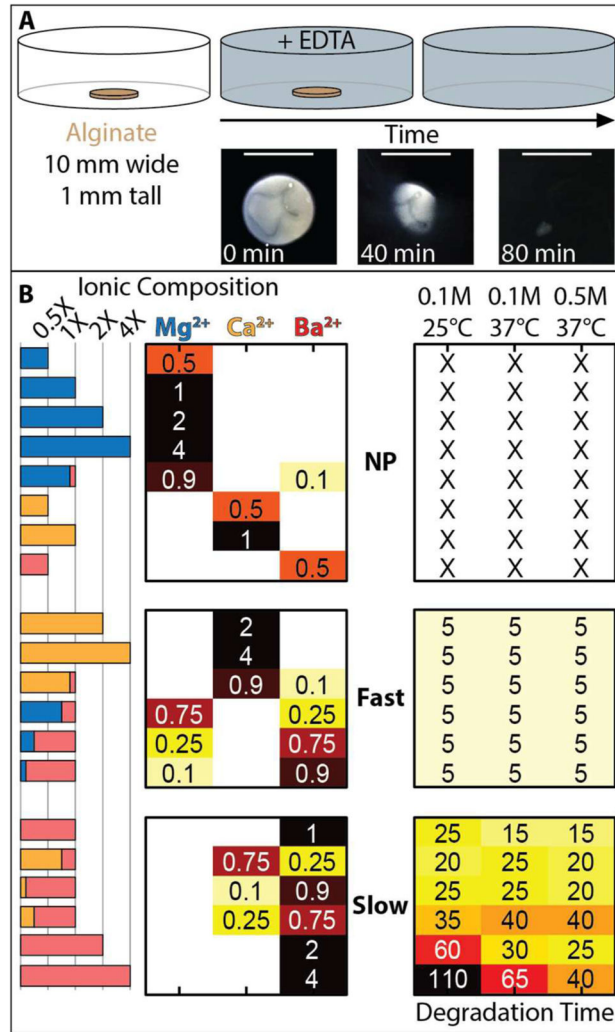 A
+ EDTA
Alginate
10 mm wide
1 mm tall
Time
0 min
40 min
80 min
B
Ionic Composition
0.5X
1X
2X
4X
Mg²⁺ Ca²⁺ Ba²⁺
0.1M 0.1M 0.5M
25°C 37°C 37°C
0.5 X X X
1 X X X
2 X X X
4 NP X X X
0.9 0.1 X X X
0.5 X X X
1 X X X
0.5 X X X
2 5 5 5
4 5 5 5
0.9 0.1 Fast 5 5 5
0.75 0.25 5 5 5
0.25 0.75 5 5 5
0.1 0.9 5 5 5
1 25 15 15
0.75 0.25 20 25 20
0.1 0.9 Slow 25 25 20
0.25 0.75 35 40 40
2 60 30 25
4 110 65 40
Degradation Time